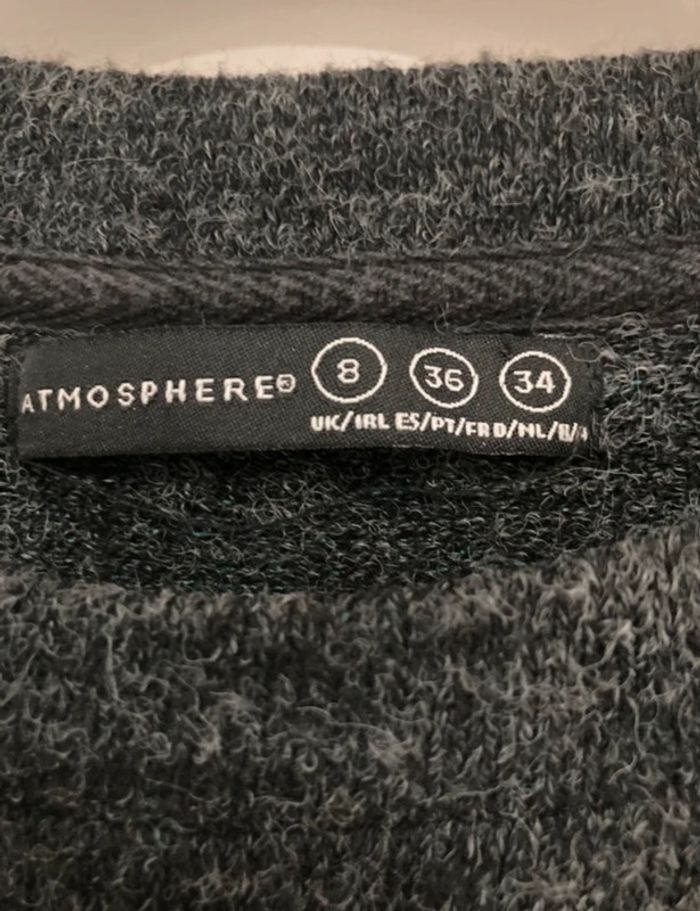 ATMOSPHERE® 8 36 34
UK/IRL ES/PT/FR D/NL/B/A